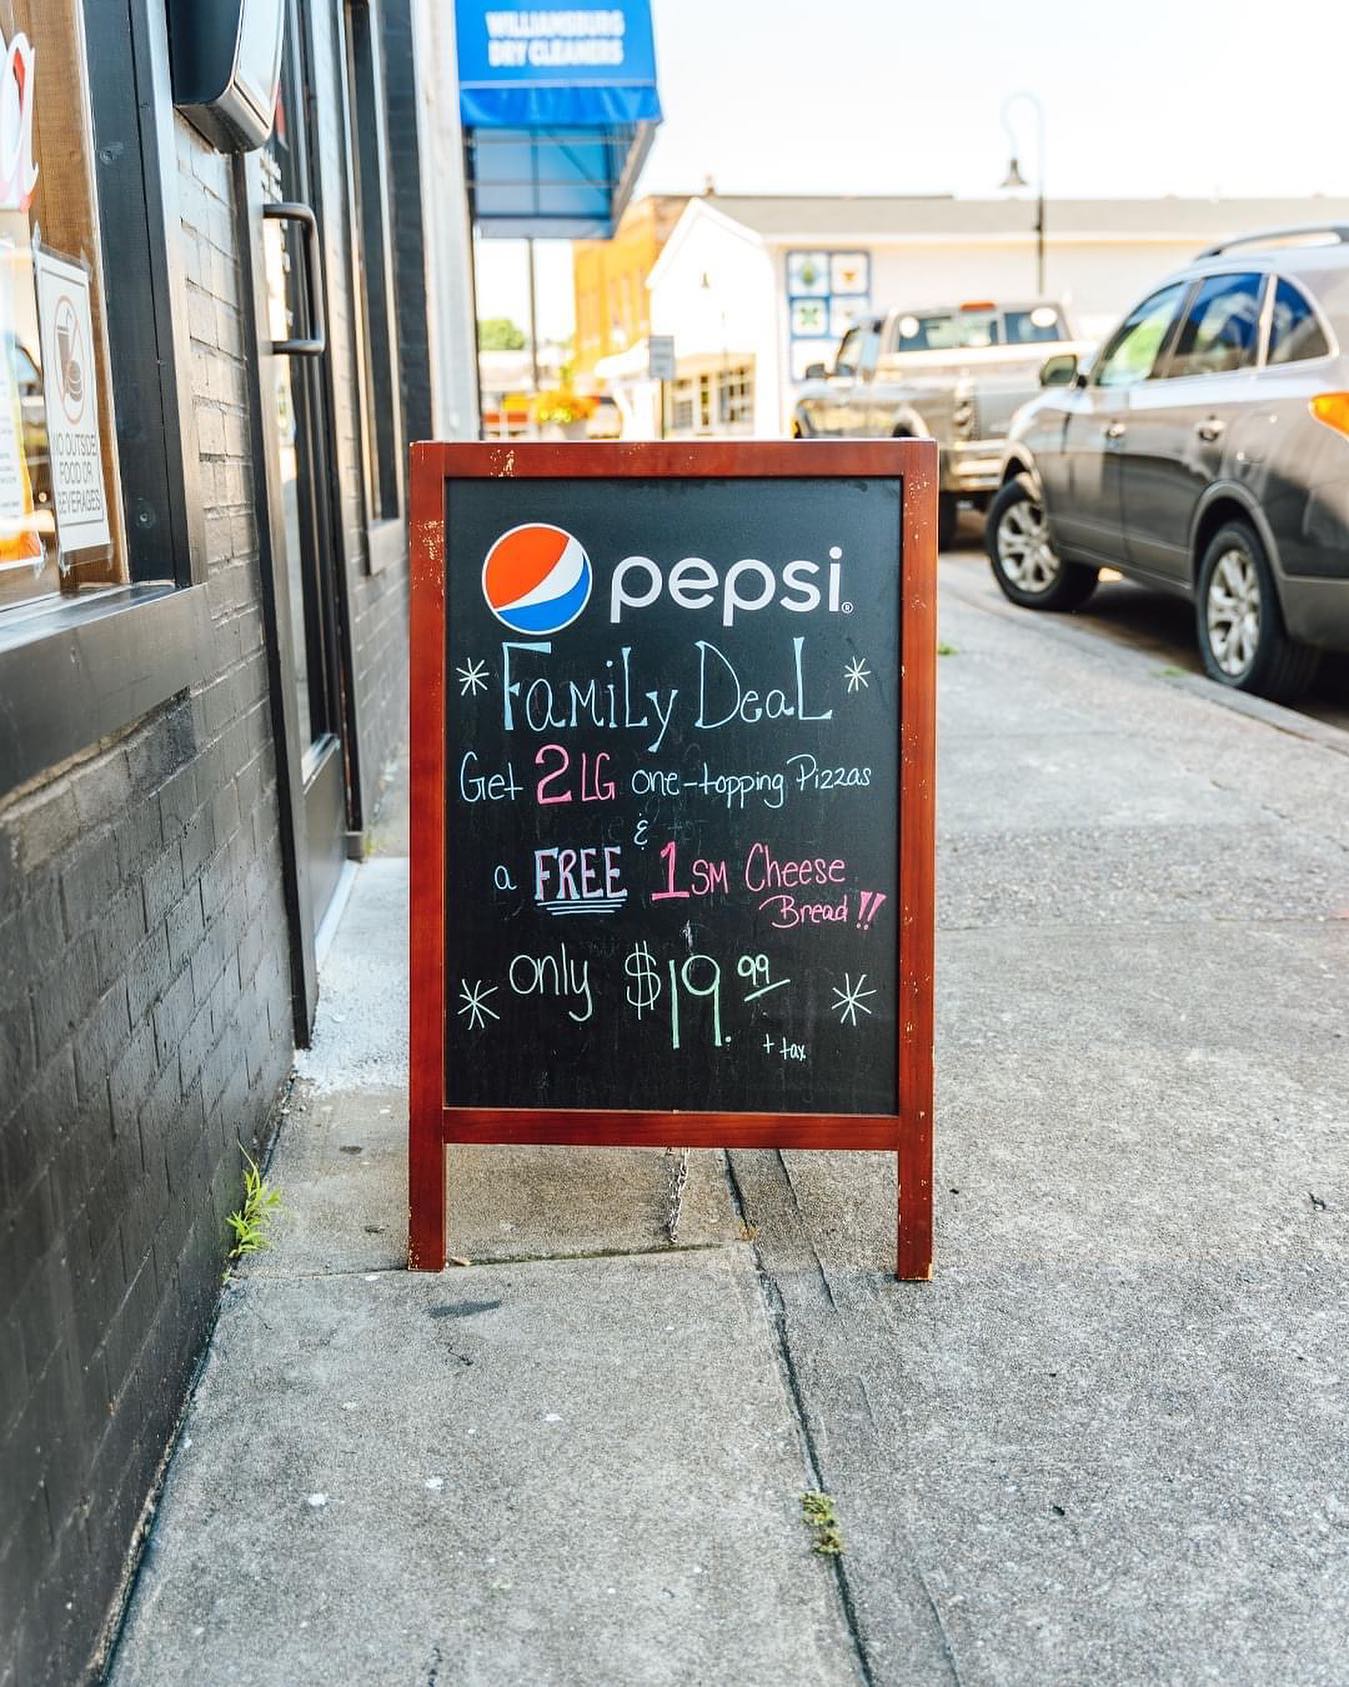 WILLIAMSBURG
DRY CLEANERS
a
NO OUTSIDE
FOOD OR
BEVERAGES
pepsi®
Family Deal
Get 2 LG one-topping Pizzas
&
a FREE 1 SM Cheese
Bread!!
only $19.99
+ tax